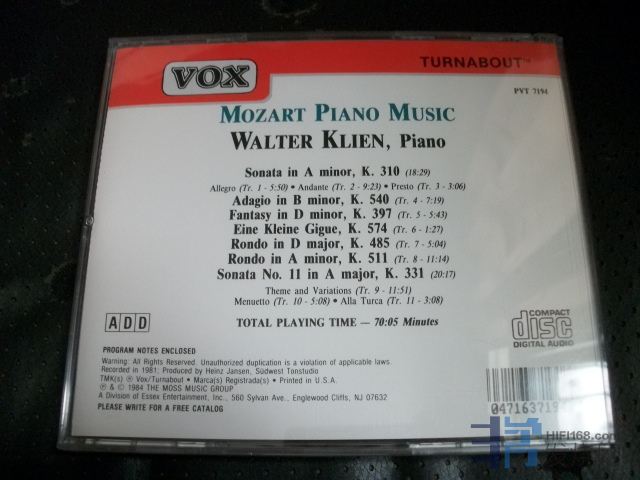 VOX
TURNABOUT™
PVT 7194
MOZART PIANO MUSIC
WALTER KLIEN, Piano
Sonata in A minor, K. 310 (18:29)
Allegro (Tr. 1 - 5:50) • Andante (Tr. 2 - 9:23) • Presto (Tr. 3 - 3:06)
Adagio in B minor, K. 540 (Tr. 4 - 7:19)
Fantasy in D minor, K. 397 (Tr. 5 - 5:43)
Eine Kleine Gigue, K. 574 (Tr. 6 - 1:27)
Rondo in D major, K. 485 (Tr. 7 - 5:04)
Rondo in A minor, K. 511 (Tr. 8 - 11:14)
Sonata No. 11 in A major, K. 331 (20:17)
Theme and Variations (Tr. 9 - 11:51)
Menuetto (Tr. 10 - 5:08) • Alla Turca (Tr. 11 - 3:08)
ADD
TOTAL PLAYING TIME — 70:05 Minutes
COMPACT
disc
DIGITAL AUDIO
PROGRAM NOTES ENCLOSED
Warning: All Rights Reserved. Unauthorized duplication is a violation of applicable laws.
Recorded in 1981; Produced by Heinz Jansen, Südwest Tonstudio
TMK(s) ® Vox/Turnabout • Marca(s) Registrada(s) • Printed in U.S.A.
℗ & © 1984 THE MOSS MUSIC GROUP
A Division of Essex Entertainment, Inc., 560 Sylvan Ave., Englewood Cliffs, NJ 07632
PLEASE WRITE FOR A FREE CATALOG
04716371
HIFI168.com